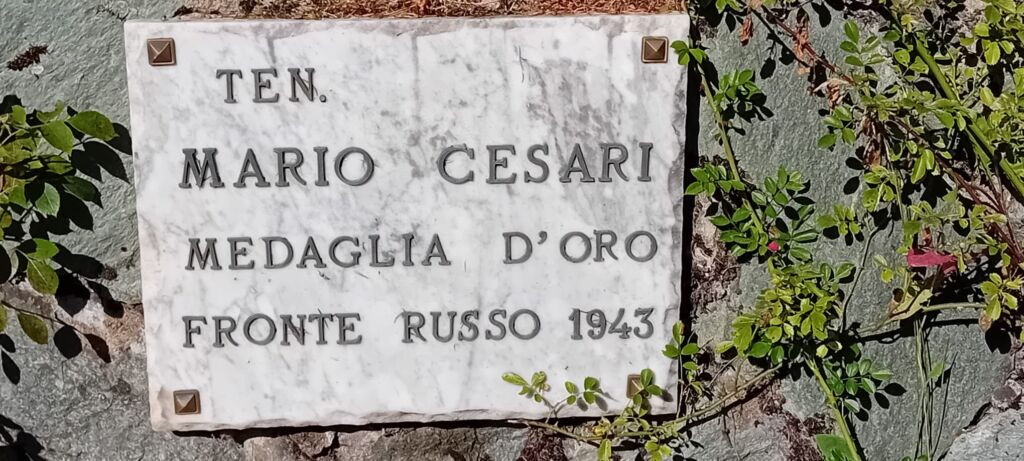 TEN.
MARIO CESARI
MEDAGLIA D'ORO
FRONTE RUSSO 1943